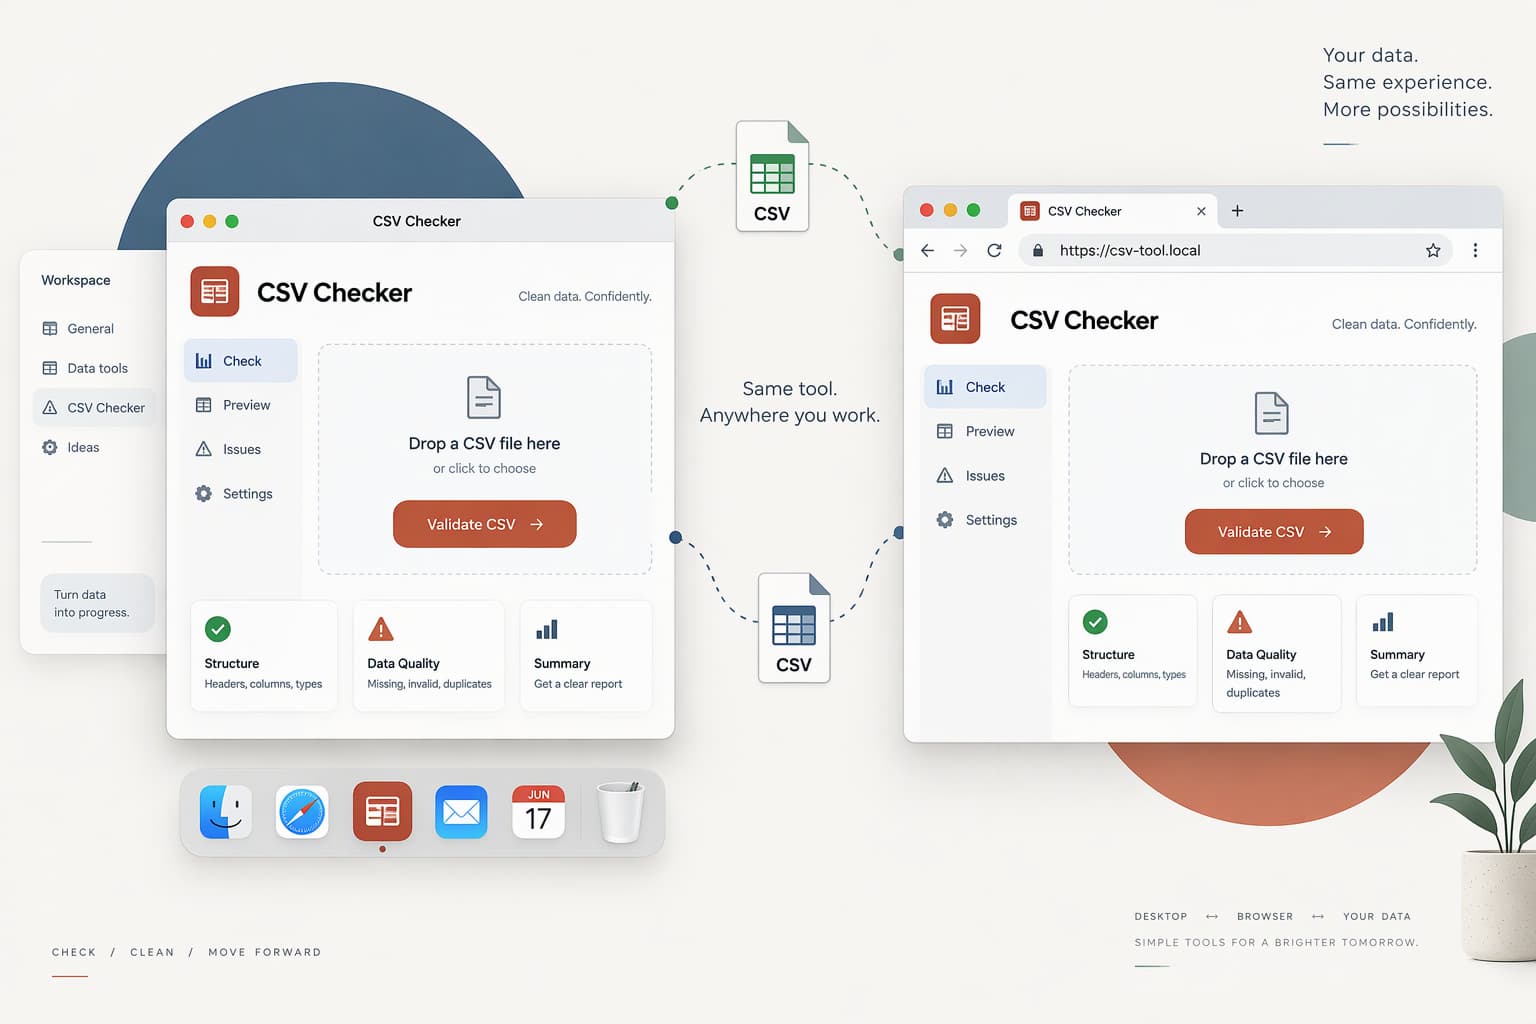 Your data.
Same experience.
More possibilities.
Workspace
General
Data tools
CSV Checker
Ideas
Turn data
into progress.
CSV Checker
CSV Checker
Clean data. Confidently.
Check
Preview
Issues
Settings
Drop a CSV file here
or click to choose
Validate CSV
Structure
Headers, columns, types
Data Quality
Missing, invalid, duplicates
Summary
Get a clear report
JUN
17
CSV
Same tool.
Anywhere you work.
CSV
CSV Checker
https://csv-tool.local
CSV Checker
Clean data. Confidently.
Check
Preview
Issues
Settings
Drop a CSV file here
or click to choose
Validate CSV
Structure
Headers, columns, types
Data Quality
Missing, invalid,
duplicates
Summary
Get a clear report
CHECK / CLEAN / MOVE FORWARD
DESKTOP ↔ BROWSER ↔ YOUR DATA
SIMPLE TOOLS FOR A BRIGHTER TOMORROW.